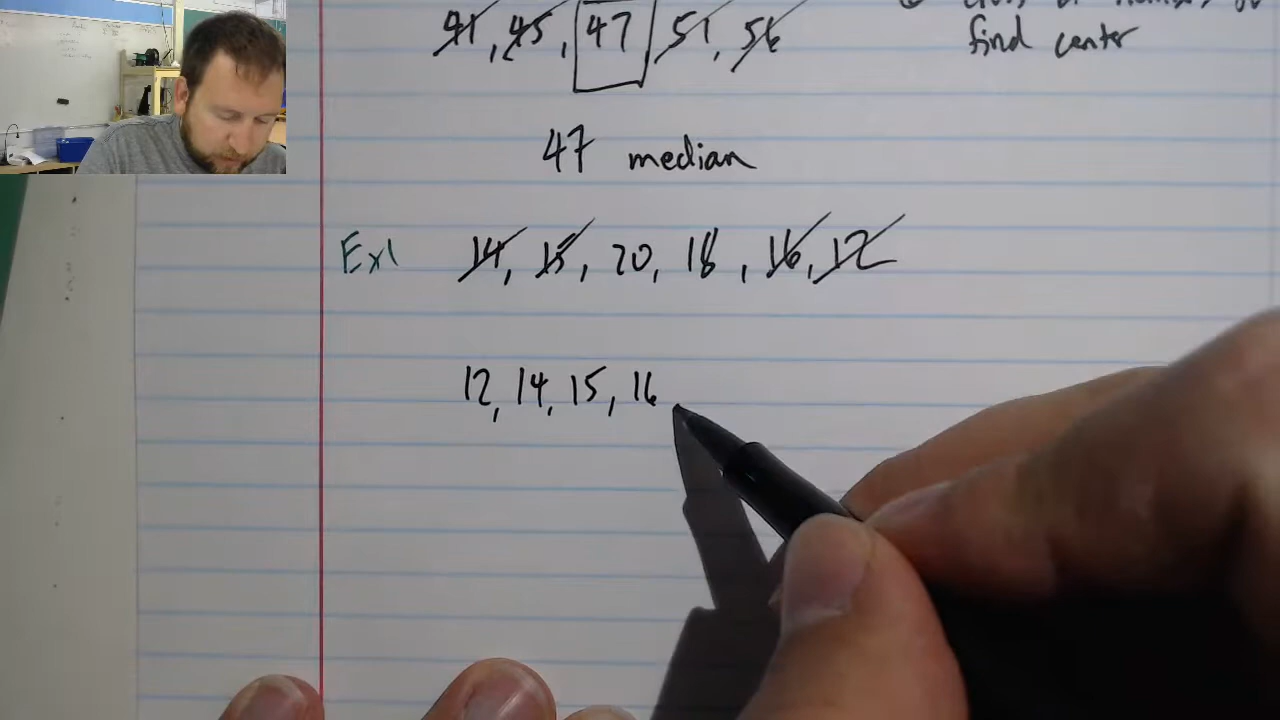 41, 45, 47, 51, 56
find center
47 median
Ex1 14, 15, 20, 18, 16, 12
12, 14, 15, 16